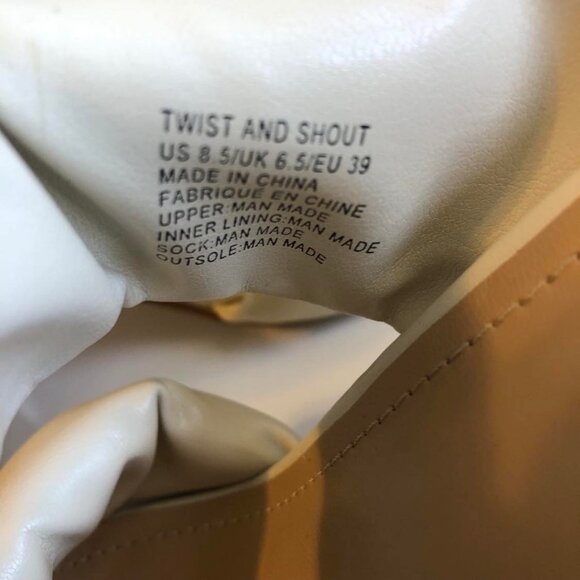 TWIST AND SHOUT
US 8.5/UK 6.5/EU 39
MADE IN CHINA
FABRIQUE EN CHINE
UPPER:MAN MADE
INNER LINING:MAN MADE
SOCK:MAN MADE
OUTSOLE:MAN MADE